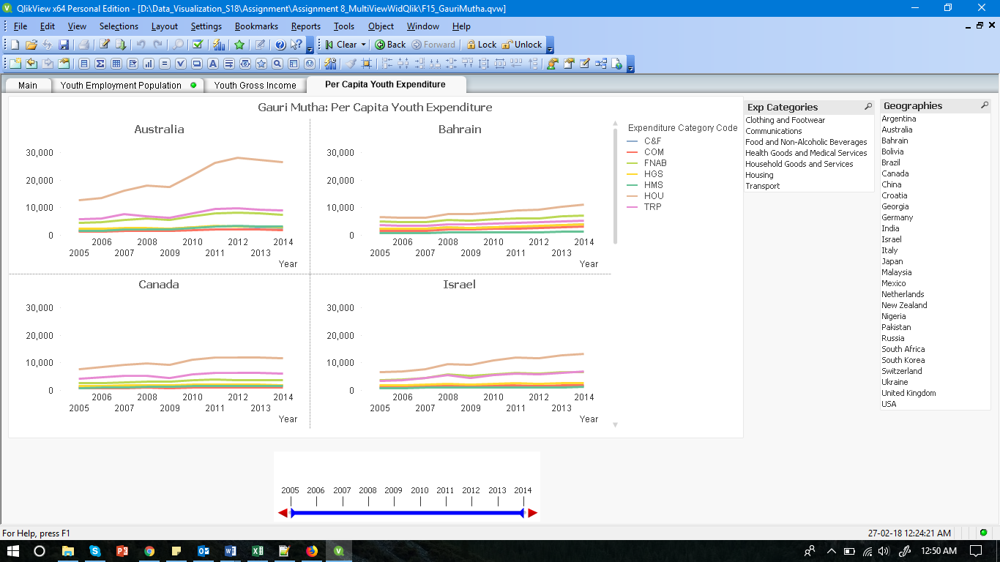 QlikView x64 Personal Edition - [D:\Data_Visualization_S18\Assignment\Assignment 8_MultiViewWidQlik\F15_GauriMutha.qvw]
File Edit View Selections Layout Settings Bookmarks Reports Tools Object Window Help
Clear Back Forward Lock Unlock
Main Youth Employment Population Youth Gross Income Per Capita Youth Expenditure
Gauri Mutha: Per Capita Youth Expenditure
Australia
30,000
20,000
10,000
0
2006 2008 2010 2012 2014
2005 2007 2009 2011 2013
Year
Bahrain
30,000
20,000
10,000
0
2006 2008 2010 2012 2014
2005 2007 2009 2011 2013
Year
Canada
30,000
20,000
10,000
0
2006 2008 2010 2012 2014
2005 2007 2009 2011 2013
Year
Israel
30,000
20,000
10,000
0
2006 2008 2010 2012 2014
2005 2007 2009 2011 2013
Year
Expenditure Category Code
C&F
COM
FNAB
HGS
HMS
HOU
TRP
Exp Categories
Clothing and Footwear
Communications
Food and Non-Alcoholic Beverages
Health Goods and Medical Services
Household Goods and Services
Housing
Transport
Geographies
Argentina
Australia
Bahrain
Bolivia
Brazil
Canada
China
Croatia
Georgia
Germany
India
Israel
Italy
Japan
Malaysia
Mexico
Netherlands
New Zealand
Nigeria
Pakistan
Russia
South Africa
South Korea
Switzerland
Ukraine
United Kingdom
USA
2005 2006 2007 2008 2009 2010 2011 2012 2013 2014
For Help, press F1
27-02-18 12:24:21 AM
12:50 AM